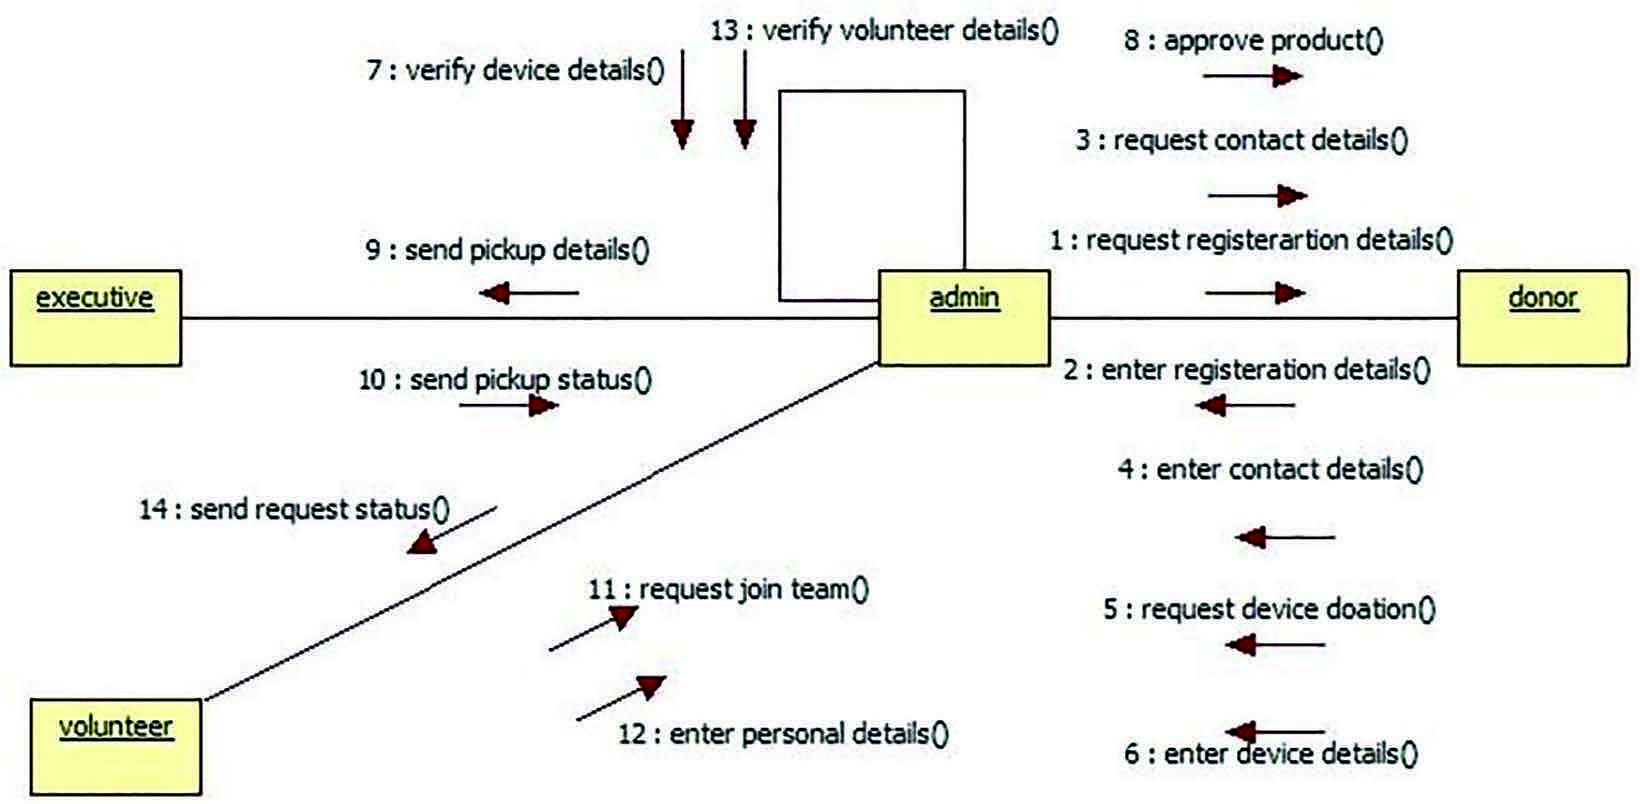 13 : verify volunteer details()
8 : approve product()
7 : verify device details()
3 : request contact details()
9 : send pickup details()
1 : request registerartion details()
executive
admin
donor
10 : send pickup status()
2 : enter registeration details()
4 : enter contact details()
14 : send request status()
11 : request join team()
5 : request device doation()
volunteer
12 : enter personal details()
6 : enter device details()